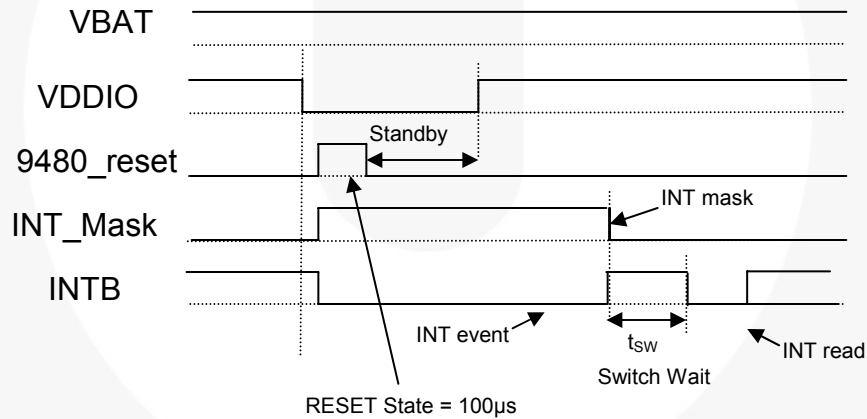 VBAT
VDDIO
Standby
9480_reset
INT mask
INT_Mask
INTB
INT event
tSW
INT read
Switch Wait
RESET State = 100µs